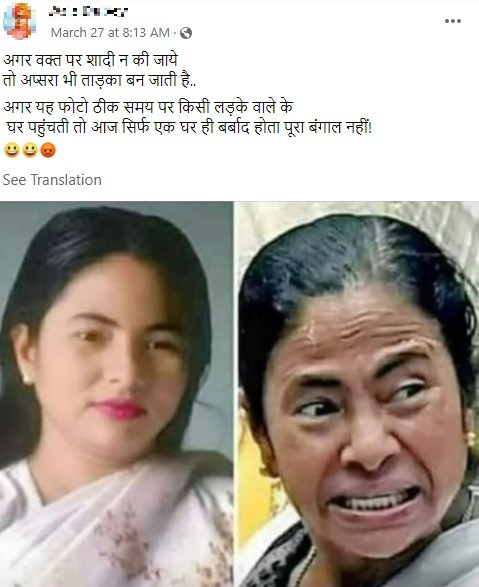 March 27 at 8:13 AM ·
अगर वक्त पर शादी न की जाये
तो अप्सरा भी ताड़का बन जाती है..
अगर यह फोटो ठीक समय पर किसी लड़के वाले के
घर पहुंचती तो आज सिर्फ एक घर ही बर्बाद होता पूरा बंगाल नहीं!
See Translation